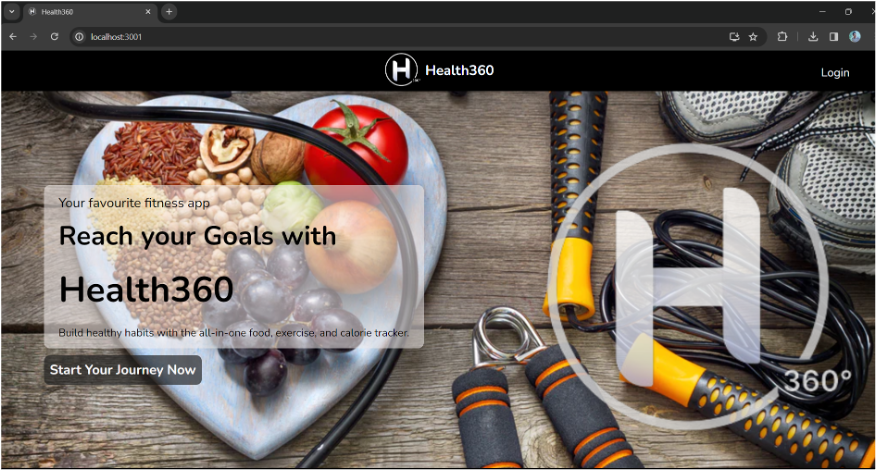 Health360
localhost:3001
H
Health360
Login
Your favourite fitness app
Reach your Goals with
Health360
Build healthy habits with the all-in-one food, exercise, and calorie tracker.
Start Your Journey Now
H
360°